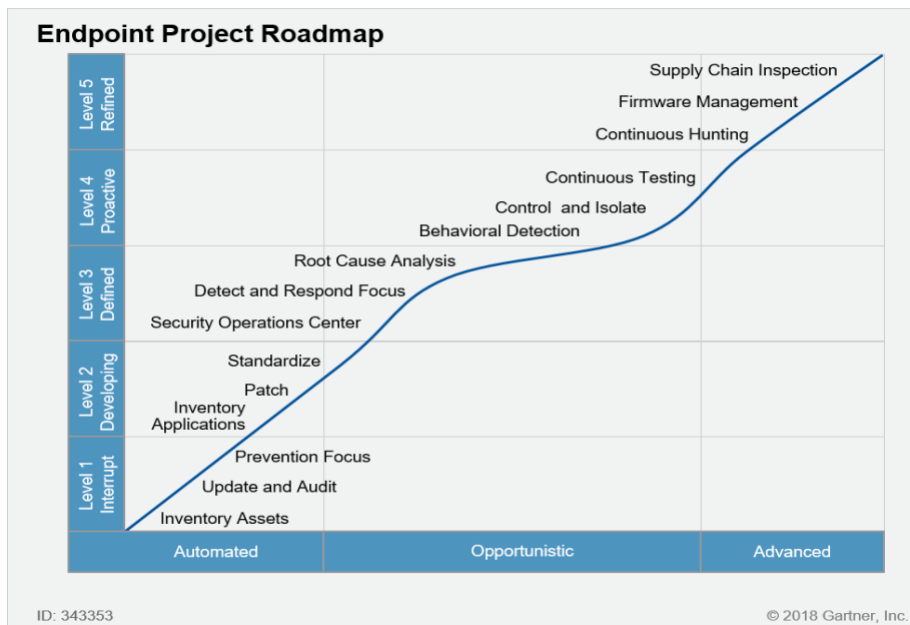 Endpoint Project Roadmap
Level 5
Refined
Supply Chain Inspection
Firmware Management
Continuous Hunting
Level 4
Proactive
Continuous Testing
Control and Isolate
Behavioral Detection
Level 3
Defined
Root Cause Analysis
Detect and Respond Focus
Security Operations Center
Level 2
Developing
Standardize
Patch
Inventory
Applications
Level 1
Interrupt
Prevention Focus
Update and Audit
Inventory Assets
Automated
Opportunistic
Advanced
ID: 343353
© 2018 Gartner, Inc.